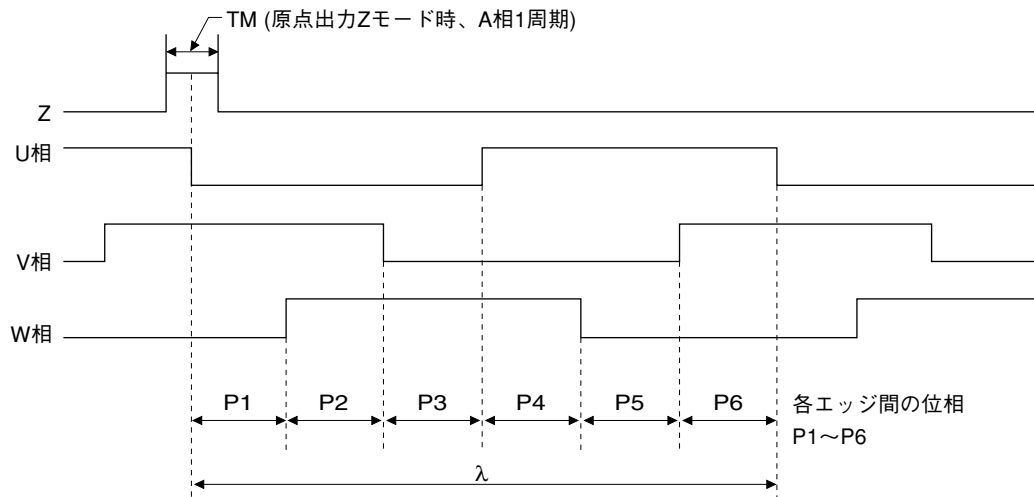 TM (原点出力Zモード時、A相1周期)
Z
U相
V相
W相
P1 P2 P3 P4 P5 P6
各エッジ間の位相
P1～P6
λ